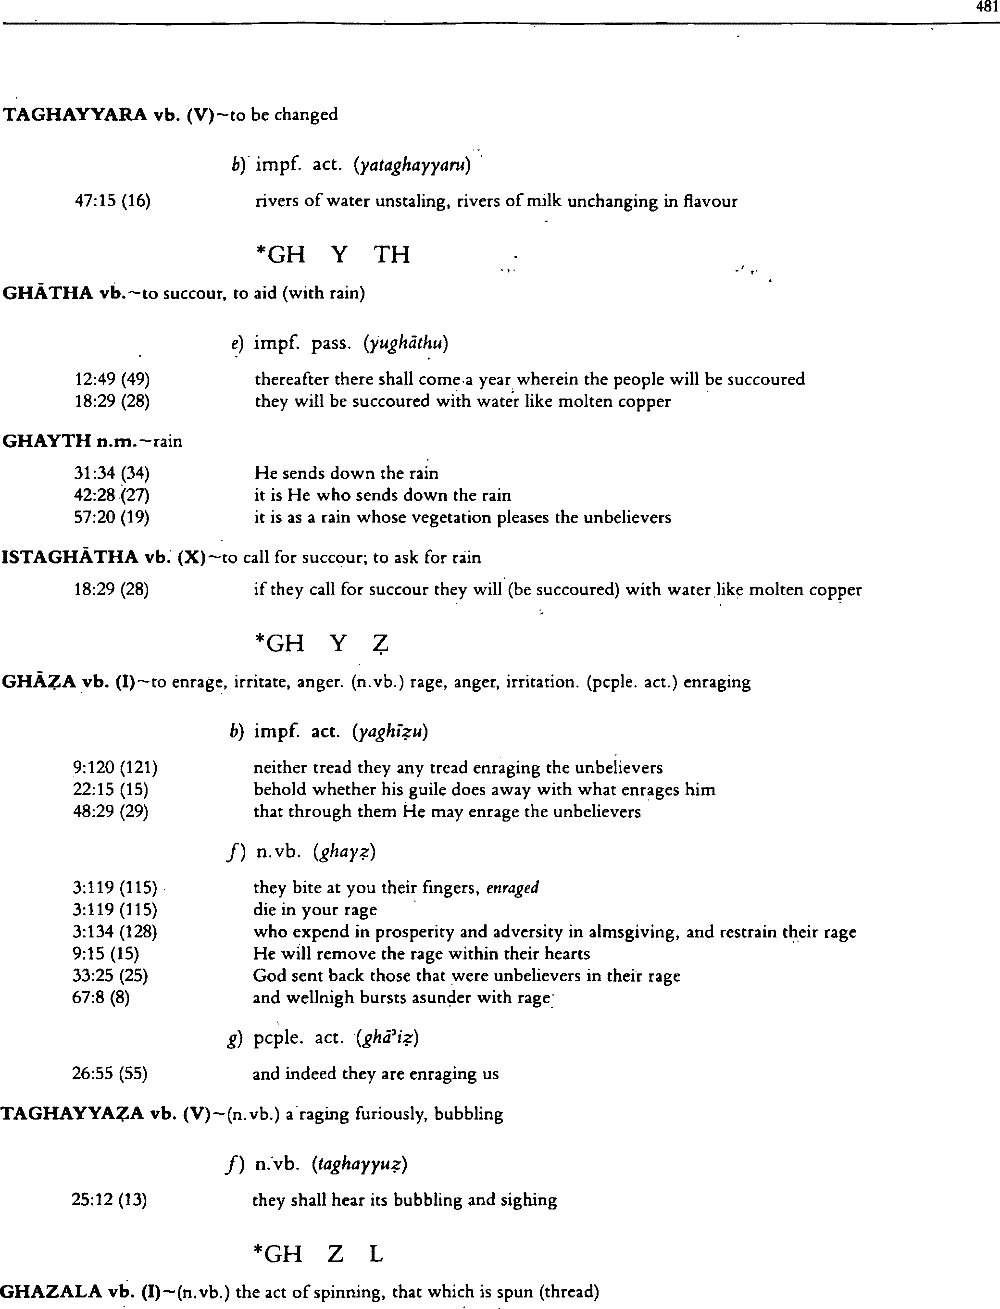 481
TAGHAYYARA vb. (V)~to be changed
b) impf. act. (yataghayyaru)
47:15 (16) rivers of water unstaling, rivers of milk unchanging in flavour
*GH Y TH
GHĀTHA vb.~to succour, to aid (with rain)
e) impf. pass. (yughāthu)
12:49 (49) thereafter there shall come a year wherein the people will be succoured
18:29 (28) they will be succoured with water like molten copper
GHAYTH n.m.~rain
31:34 (34) He sends down the rain
42:28 (27) it is He who sends down the rain
57:20 (19) it is as a rain whose vegetation pleases the unbelievers
ISTAGHĀTHA vb. (X)~to call for succour; to ask for rain
18:29 (28) if they call for succour they will (be succoured) with water like molten copper
*GH Y Ẓ
GHĀẒA vb. (I)~to enrage, irritate, anger. (n.vb.) rage, anger, irritation. (pcple. act.) enraging
b) impf. act. (yaghīẓu)
9:120 (121) neither tread they any tread enraging the unbelievers
22:15 (15) behold whether his guile does away with what enrages him
48:29 (29) that through them He may enrage the unbelievers
f) n.vb. (ghayẓ)
3:119 (115) they bite at you their fingers, enraged
3:119 (115) die in your rage
3:134 (128) who expend in prosperity and adversity in almsgiving, and restrain their rage
9:15 (15) He will remove the rage within their hearts
33:25 (25) God sent back those that were unbelievers in their rage
67:8 (8) and wellnigh bursts asunder with rage
g) pcple. act. (ghāʾiẓ)
26:55 (55) and indeed they are enraging us
TAGHAYYAẒA vb. (V)~(n.vb.) a raging furiously, bubbling
f) n.vb. (taghayyuẓ)
25:12 (13) they shall hear its bubbling and sighing
*GH Z L
GHAZALA vb. (I)~(n.vb.) the act of spinning, that which is spun (thread)